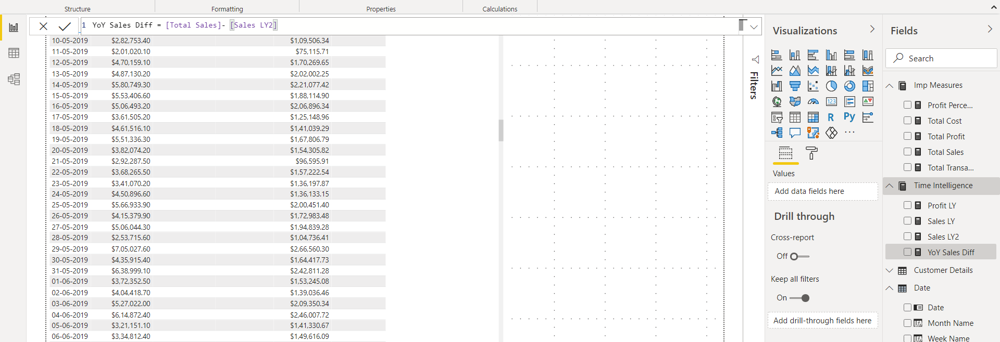 Structure Formatting Properties Calculations
1 YoY Sales Diff = [Total Sales]- [Sales LY2]
10-05-2019 $2,82,753.40 $1,09,506.34
11-05-2019 $2,01,020.10 $75,115.71
12-05-2019 $4,70,159.10 $1,70,269.65
13-05-2019 $4,87,130.20 $2,02,002.25
14-05-2019 $5,80,749.30 $2,21,077.42
15-05-2019 $5,53,406.60 $1,88,114.90
16-05-2019 $5,06,493.20 $2,06,896.34
17-05-2019 $3,61,505.20 $1,25,148.96
18-05-2019 $4,61,516.10 $1,41,039.29
19-05-2019 $5,51,336.30 $1,67,806.79
20-05-2019 $3,82,074.20 $1,54,305.82
21-05-2019 $2,92,287.50 $96,595.91
22-05-2019 $3,68,265.50 $1,57,222.54
23-05-2019 $3,41,070.20 $1,36,197.87
24-05-2019 $4,50,896.60 $1,36,133.15
25-05-2019 $5,66,933.90 $2,00,451.40
26-05-2019 $4,15,379.90 $1,72,983.48
27-05-2019 $5,06,044.30 $1,94,839.28
28-05-2019 $2,53,715.60 $1,04,736.41
29-05-2019 $7,05,027.60 $2,66,560.30
30-05-2019 $4,35,915.40 $1,64,417.73
31-05-2019 $6,38,999.10 $2,42,811.28
01-06-2019 $3,72,352.50 $1,53,245.08
02-06-2019 $4,04,418.70 $1,39,036.46
03-06-2019 $5,27,022.00 $2,09,350.34
04-06-2019 $6,14,872.40 $2,46,007.72
05-06-2019 $3,21,151.10 $1,41,330.67
06-06-2019 $3,34,812.40 $1,49,616.09
Filters
Visualizations
123
R Py
...
Values
Add data fields here
Drill through
Cross-report
Off
Keep all filters
On
Add drill-through fields here
Fields
Search
Imp Measures
Profit Perce...
Total Cost
Total Profit
Total Sales
Total Transa...
Time Intelligence
Profit LY
Sales LY
Sales LY2
YoY Sales Diff
Customer Details
Date
Date
Month Name
Week Name